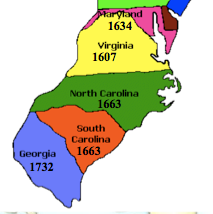 Maryland
1634
Virginia
1607
North Carolina
1663
South
Carolina
1663
Georgia
1732